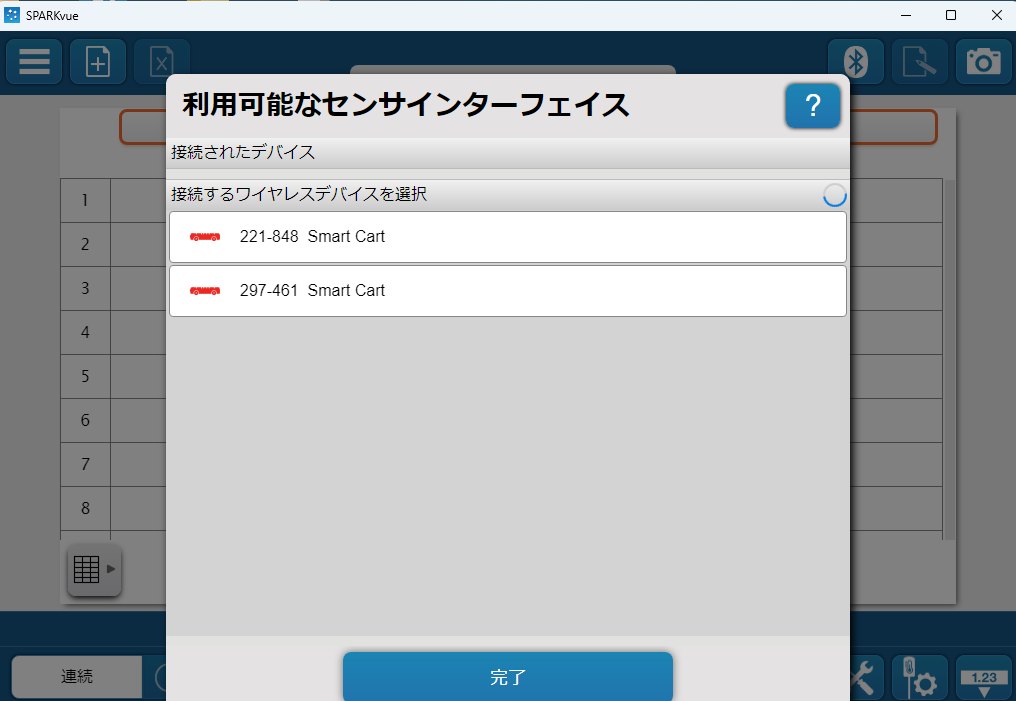 SPARKvue
利用可能なセンサインターフェイス
?
接続されたデバイス
接続するワイヤレスデバイスを選択
221-848 Smart Cart
297-461 Smart Cart
1
2
3
4
5
6
7
8
完了
連続
1.23